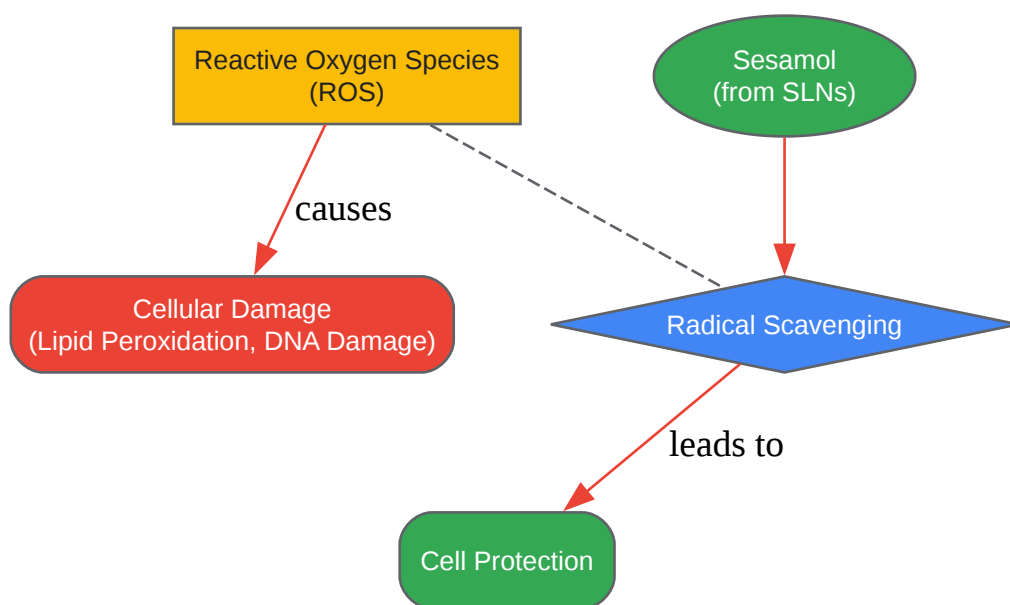 Reactive Oxygen Species
(ROS)
Sesamol
(from SLNs)
causes
Cellular Damage
(Lipid Peroxidation, DNA Damage)
Radical Scavenging
leads to
Cell Protection